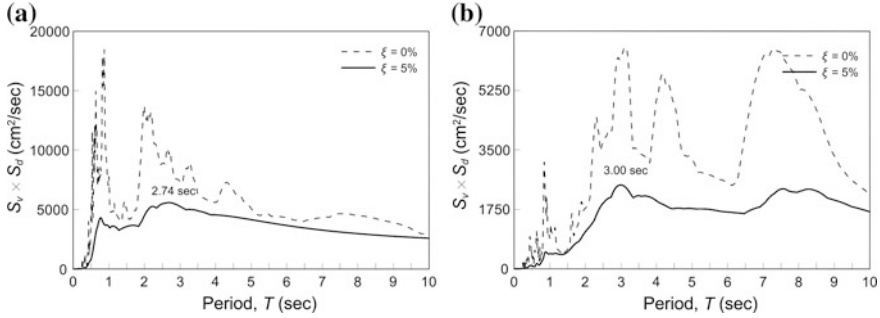 (a)
20000
15000
10000
5000
0
Sv × Sd (cm²/sec)
ξ = 0%
ξ = 5%
2.74 sec
0 1 2 3 4 5 6 7 8 9 10
Period, T (sec)
(b)
7000
5250
3500
1750
0
Sv × Sd (cm²/sec)
ξ = 0%
ξ = 5%
3.00 sec
0 1 2 3 4 5 6 7 8 9 10
Period, T (sec)